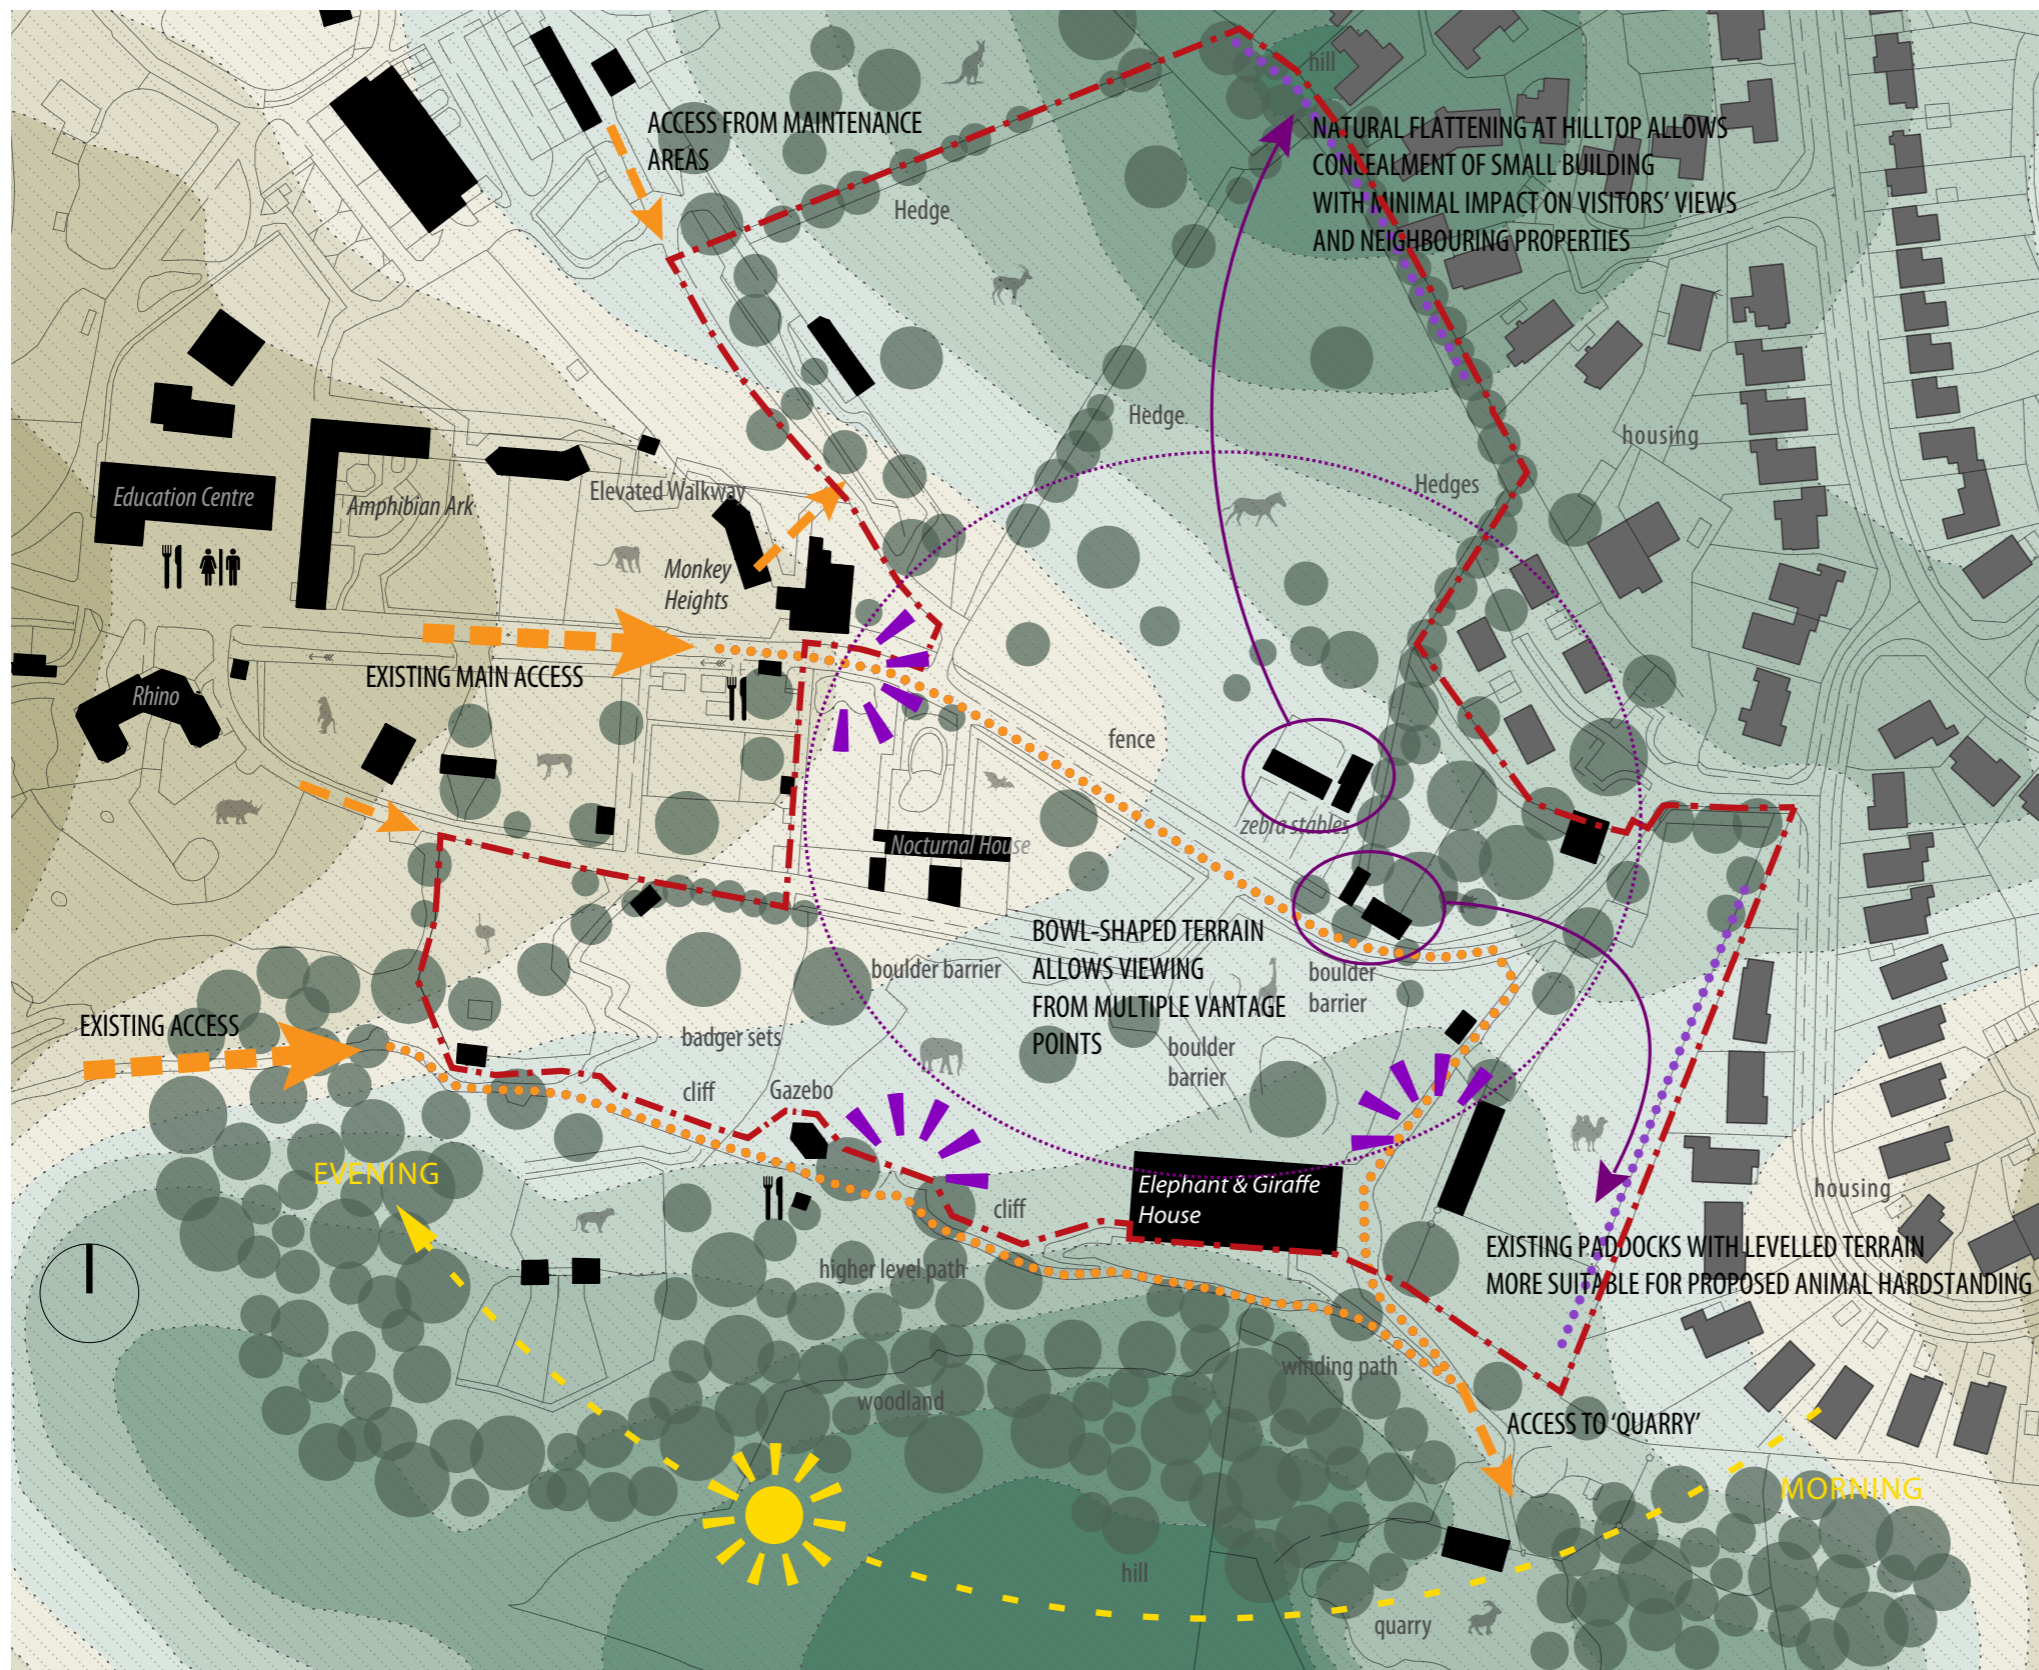 hill
ACCESS FROM MAINTENANCE
AREAS
NATURAL FLATTENING AT HILLTOP ALLOWS
CONCEALMENT OF SMALL BUILDING
WITH MINIMAL IMPACT ON VISITORS' VIEWS
AND NEIGHBOURING PROPERTIES
Hedge
Hedge
housing
Hedges
Education Centre
Amphibian Ark
Elevated Walkway
Monkey
Heights
EXISTING MAIN ACCESS
Rhino
fence
zebra stables
Nocturnal House
BOWL-SHAPED TERRAIN
ALLOWS VIEWING
FROM MULTIPLE VANTAGE
POINTS
boulder barrier
boulder
barrier
EXISTING ACCESS
badger sets
boulder
barrier
cliff
Gazebo
EVENING
Elephant & Giraffe
House
housing
cliff
higher level path
EXISTING PADDOCKS WITH LEVELLED TERRAIN
MORE SUITABLE FOR PROPOSED ANIMAL HARDSTANDING
winding path
woodland
ACCESS TO 'QUARRY'
MORNING
hill
quarry